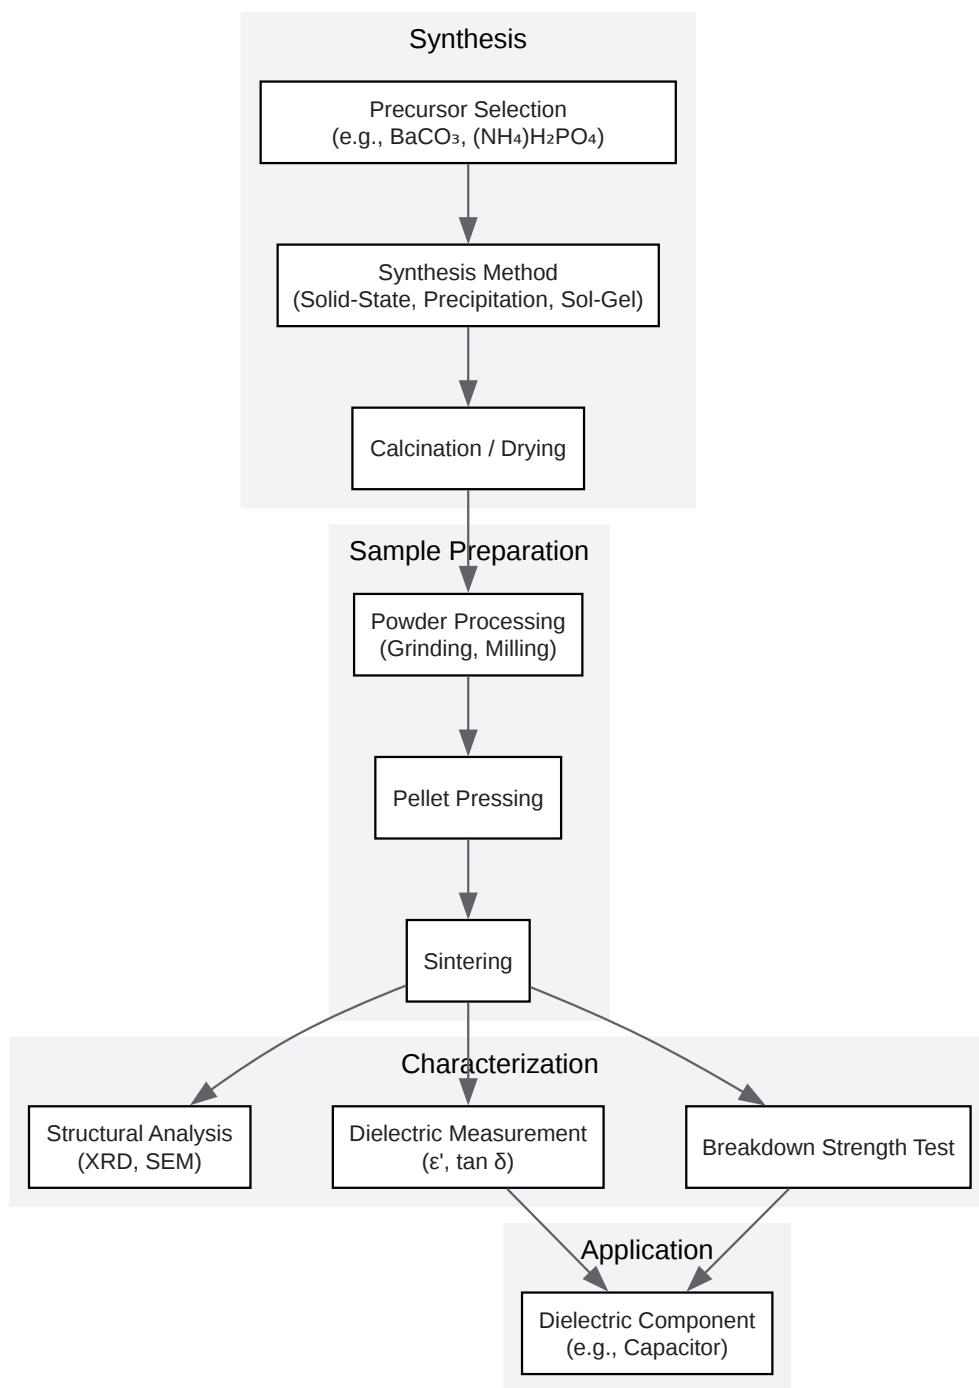 Synthesis
Precursor Selection
(e.g., BaCO₃, (NH₄)H₂PO₄)
Synthesis Method
(Solid-State, Precipitation, Sol-Gel)
Calcination / Drying
Sample Preparation
Powder Processing
(Grinding, Milling)
Pellet Pressing
Sintering
Characterization
Structural Analysis
(XRD, SEM)
Dielectric Measurement
(ε', tan δ)
Breakdown Strength Test
Application
Dielectric Component
(e.g., Capacitor)